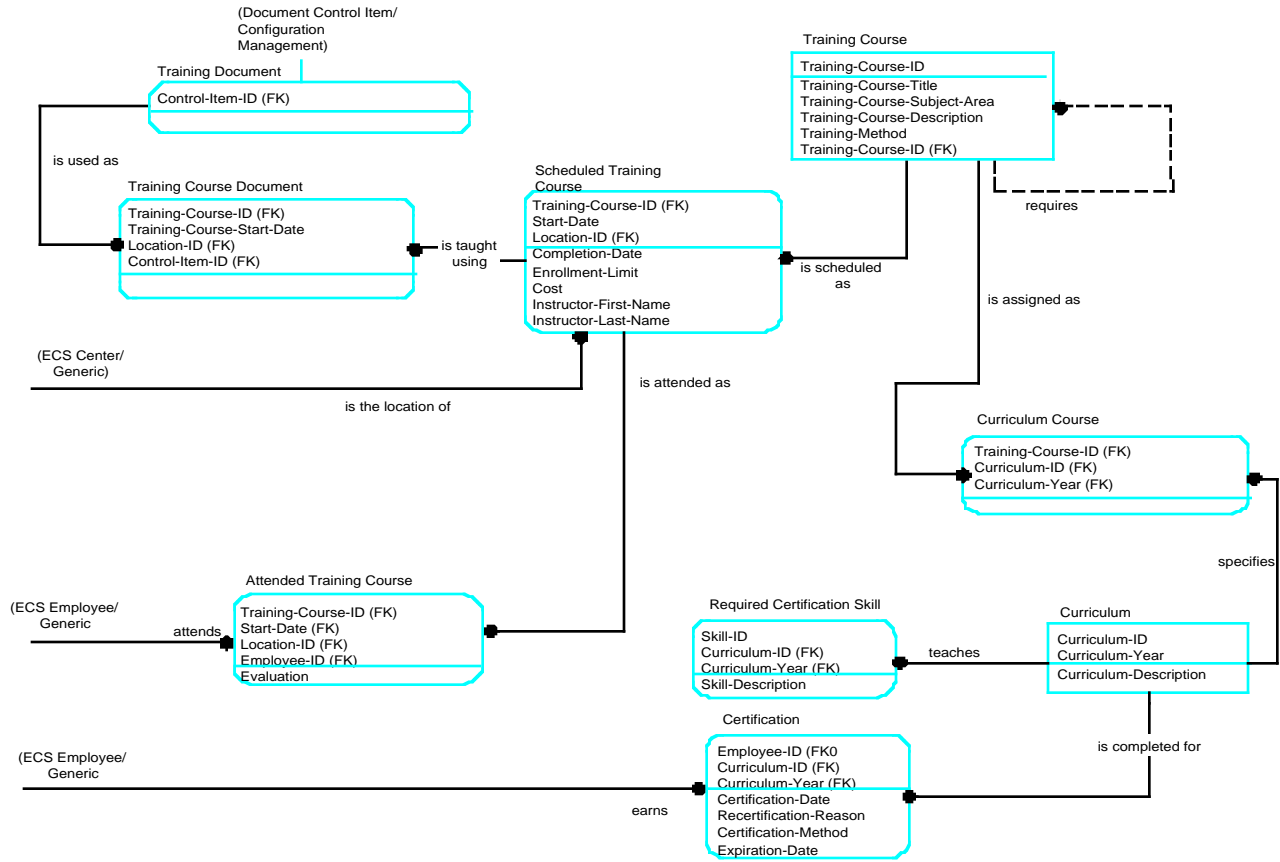 (Document Control Item/
Configuration
Management)
Training Document
Control-Item-ID (FK)
is used as
Training Course Document
Training-Course-ID (FK)
Training-Course-Start-Date
Location-ID (FK)
Control-Item-ID (FK)
is taught
using
Scheduled Training
Course
Training-Course-ID (FK)
Start-Date
Location-ID (FK)
Completion-Date
Enrollment-Limit
Cost
Instructor-First-Name
Instructor-Last-Name
Training Course
Training-Course-ID
Training-Course-Title
Training-Course-Subject-Area
Training-Course-Description
Training-Method
Training-Course-ID (FK)
requires
is scheduled
as
is assigned as
(ECS Center/
Generic)
is the location of
is attended as
Curriculum Course
Training-Course-ID (FK)
Curriculum-ID (FK)
Curriculum-Year (FK)
specifies
Attended Training Course
Training-Course-ID (FK)
Start-Date (FK)
Location-ID (FK)
Employee-ID (FK)
Evaluation
(ECS Employee/
Generic
attends
Required Certification Skill
Skill-ID
Curriculum-ID (FK)
Curriculum-Year (FK)
Skill-Description
teaches
Curriculum
Curriculum-ID
Curriculum-Year
Curriculum-Description
is completed for
Certification
Employee-ID (FK0
Curriculum-ID (FK)
Curriculum-Year (FK)
Certification-Date
Recertification-Reason
Certification-Method
Expiration-Date
(ECS Employee/
Generic
earns